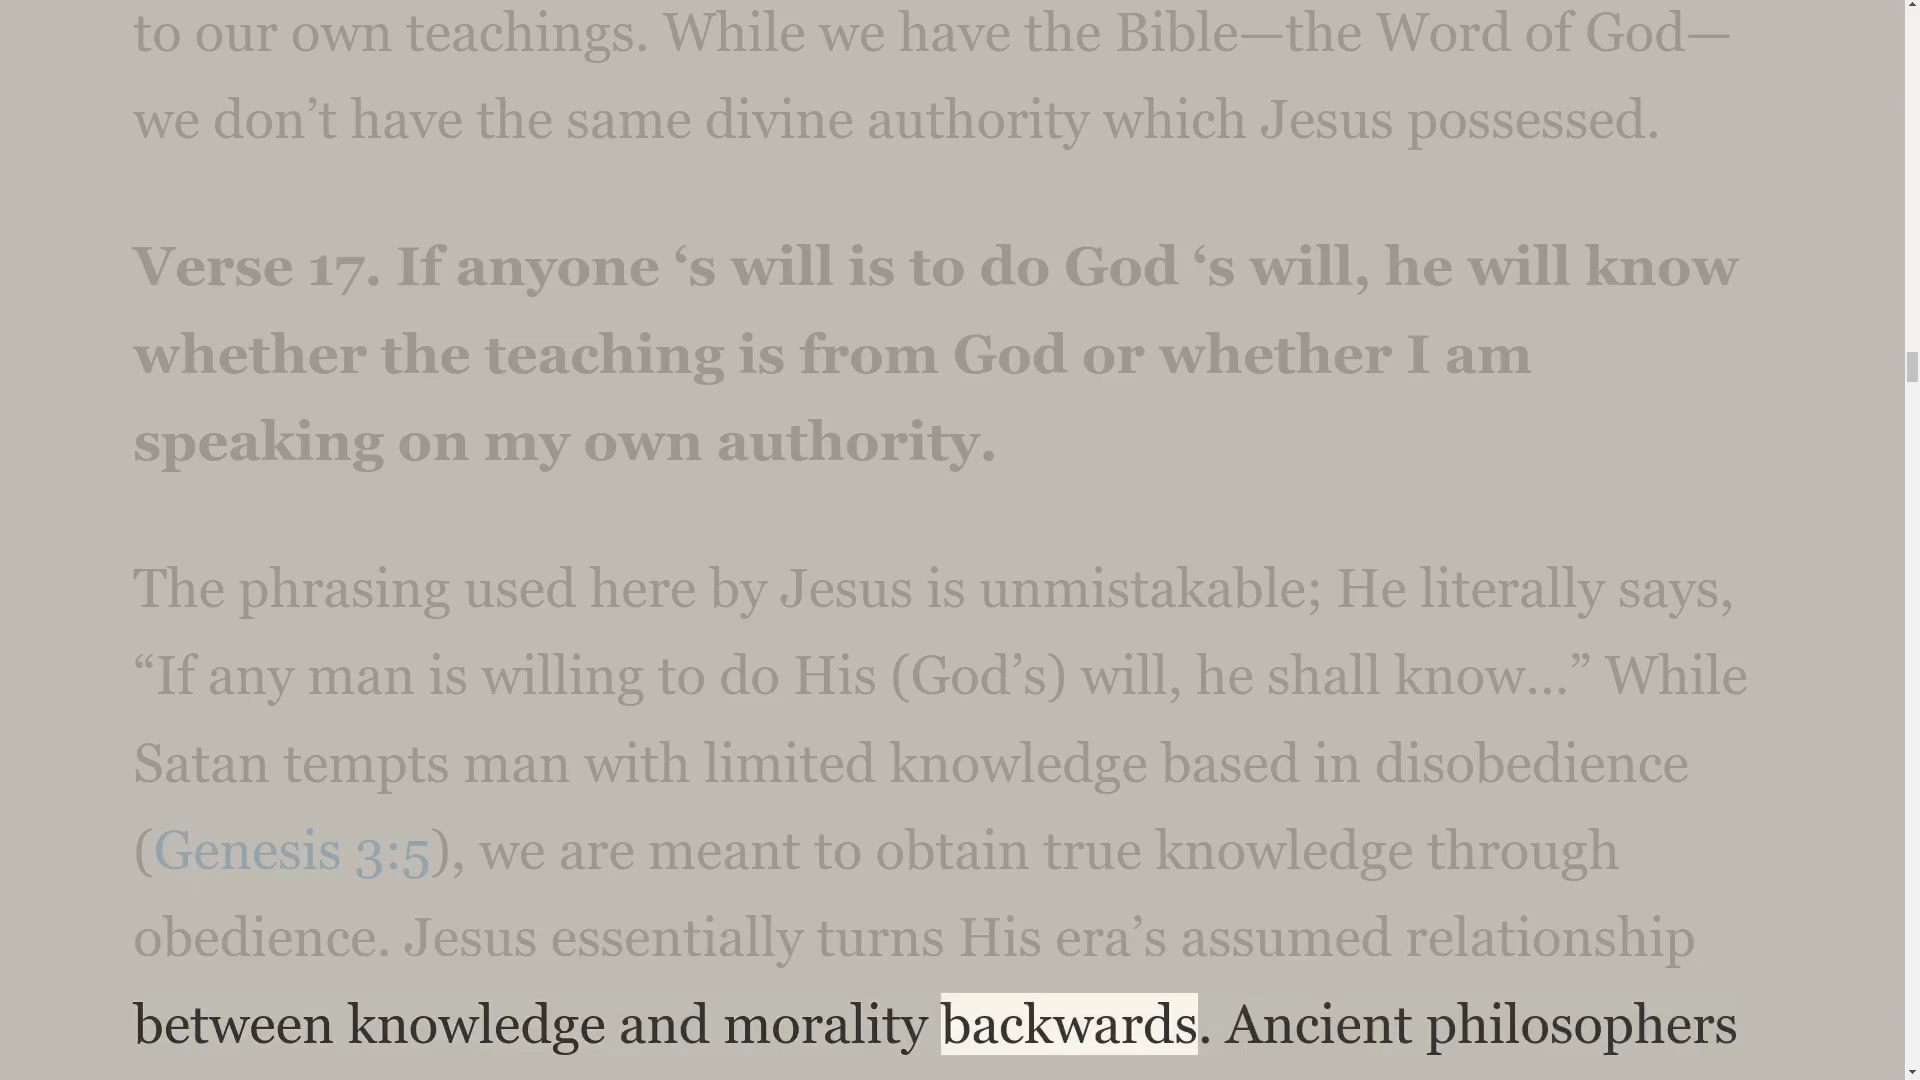 to our own teachings. While we have the Bible—the Word of God—
we don’t have the same divine authority which Jesus possessed.
Verse 17. If anyone ‘s will is to do God ‘s will, he will know
whether the teaching is from God or whether I am
speaking on my own authority.
The phrasing used here by Jesus is unmistakable; He literally says,
“If any man is willing to do His (God’s) will, he shall know…” While
Satan tempts man with limited knowledge based in disobedience
(Genesis 3:5), we are meant to obtain true knowledge through
obedience. Jesus essentially turns His era’s assumed relationship
between knowledge and morality backwards. Ancient philosophers